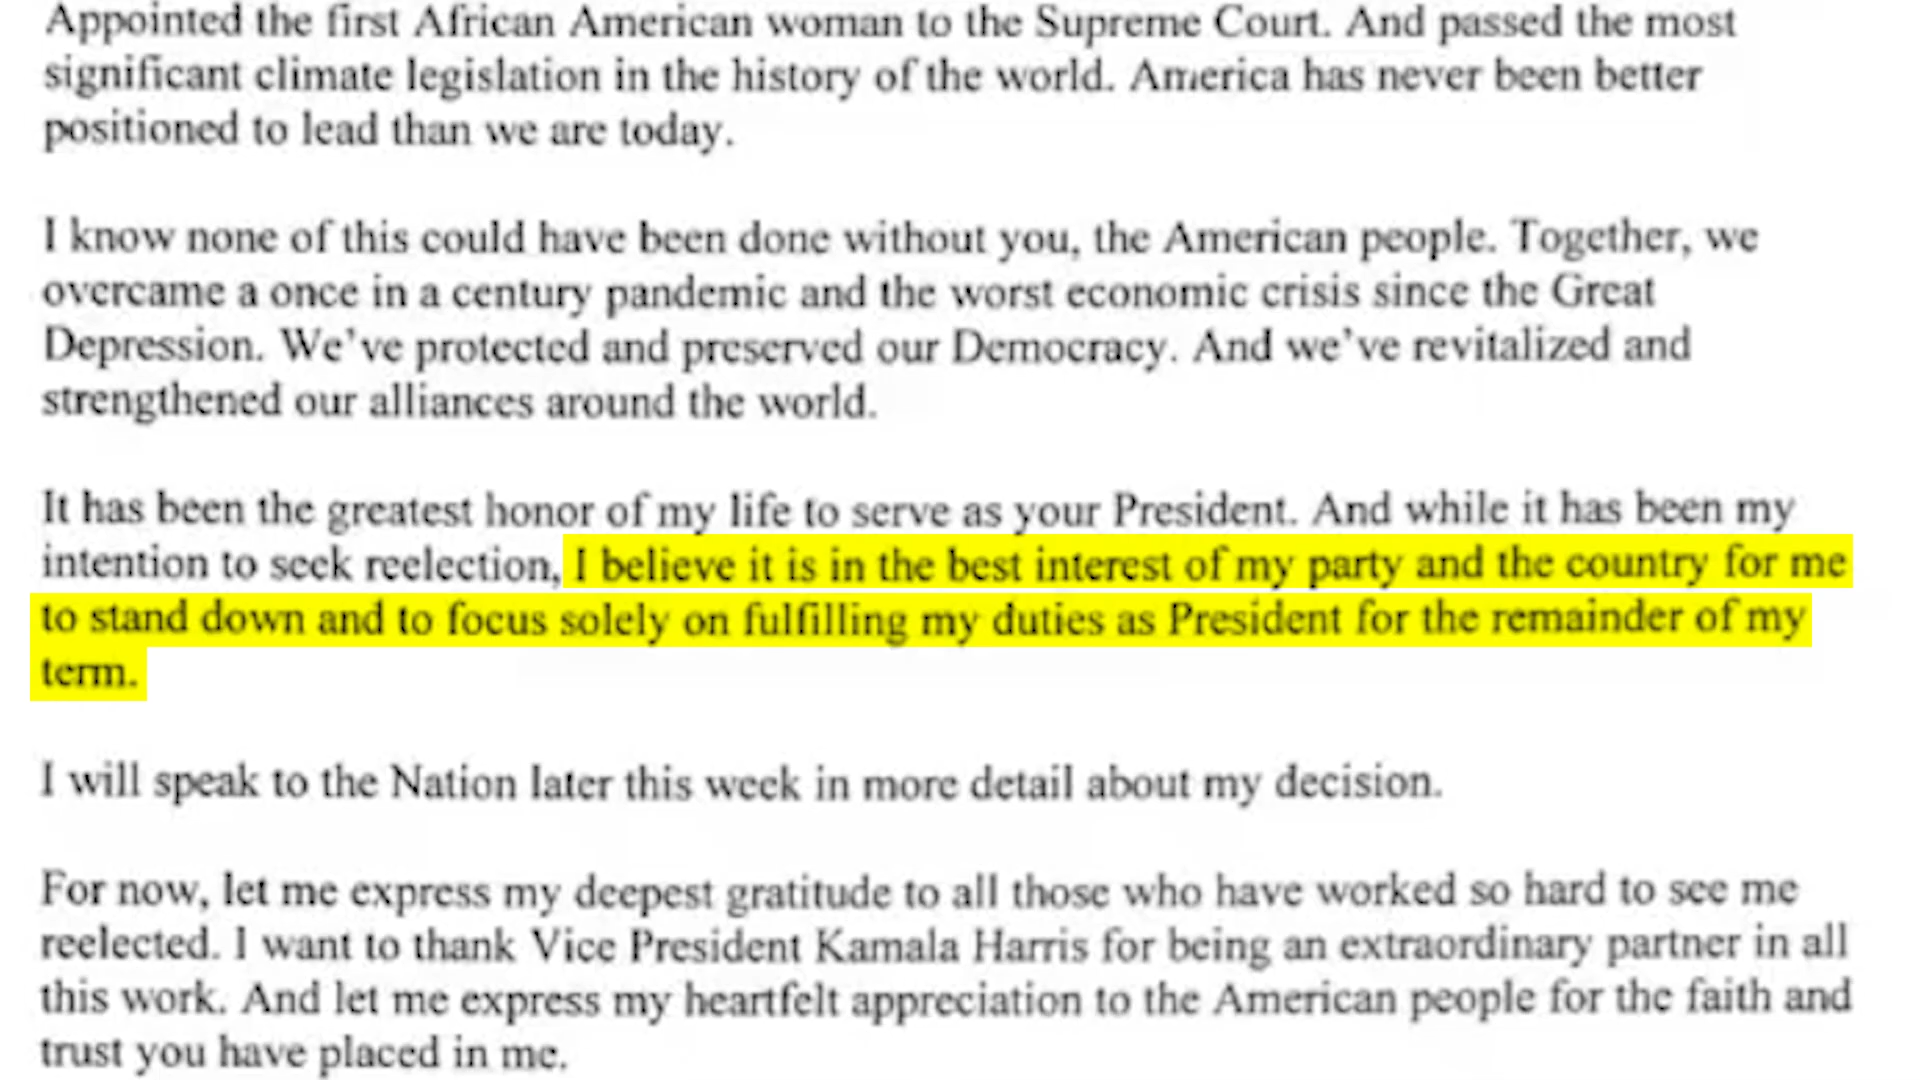 Appointed the first African American woman to the Supreme Court. And passed the most
significant climate legislation in the history of the world. America has never been better
positioned to lead than we are today.
I know none of this could have been done without you, the American people. Together, we
overcame a once in a century pandemic and the worst economic crisis since the Great
Depression. We've protected and preserved our Democracy. And we've revitalized and
strengthened our alliances around the world.
It has been the greatest honor of my life to serve as your President. And while it has been my
intention to seek reelection, I believe it is in the best interest of my party and the country for me
to stand down and to focus solely on fulfilling my duties as President for the remainder of my
term.
I will speak to the Nation later this week in more detail about my decision.
For now, let me express my deepest gratitude to all those who have worked so hard to see me
reelected. I want to thank Vice President Kamala Harris for being an extraordinary partner in all
this work. And let me express my heartfelt appreciation to the American people for the faith and
trust you have placed in me.